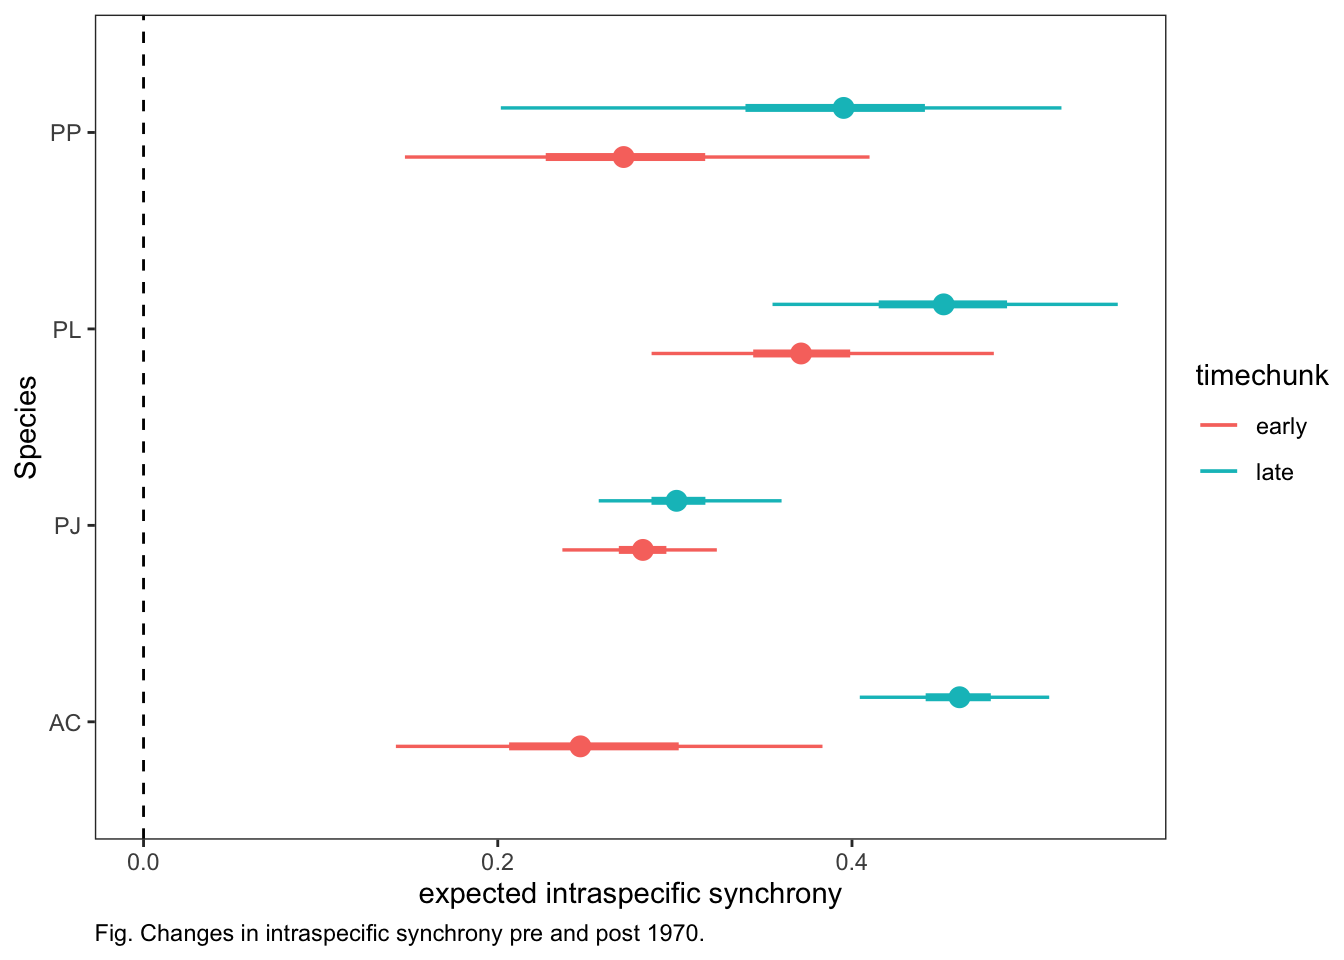 PP
PL
PJ
AC
Species
0.0
0.2
0.4
expected intraspecific synchrony
timechunk
early
late
Fig. Changes in intraspecific synchrony pre and post 1970.